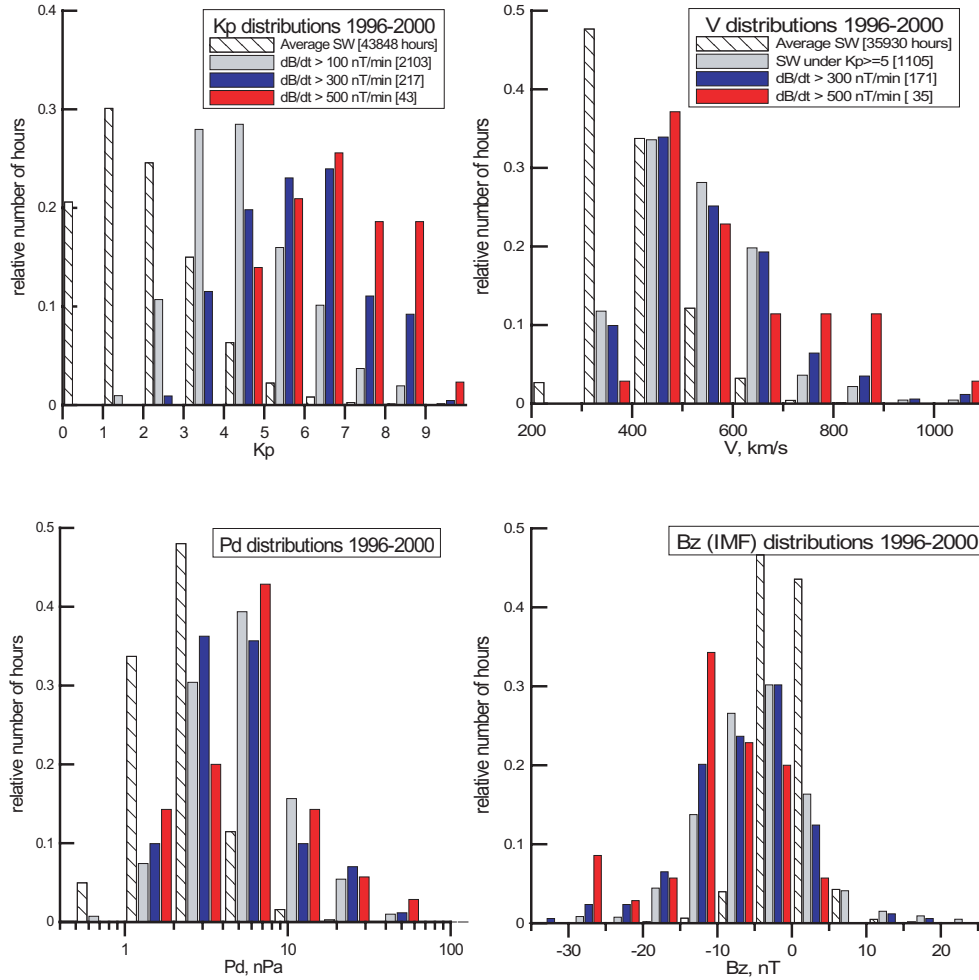 Kp distributions 1996-2000
Average SW [43848 hours]
dB/dt > 100 nT/min [2103]
dB/dt > 300 nT/min [217]
dB/dt > 500 nT/min [43]
relative number of hours
0.4
0.3
0.2
0.1
0
0 1 2 3 4 5 6 7 8 9
Kp
V distributions 1996-2000
Average SW [35930 hours]
SW under Kp>=5 [1105]
dB/dt > 300 nT/min [171]
dB/dt > 500 nT/min [ 35]
relative number of hours
0.5
0.4
0.3
0.2
0.1
0
200 400 600 800 1000
V, km/s
Pd distributions 1996-2000
relative number of hours
0.5
0.4
0.3
0.2
0.1
0
1 10 100
Pd, nPa
Bz (IMF) distributions 1996-2000
relative number of hours
0.5
0.4
0.3
0.2
0.1
0
-30 -20 -10 0 10 20
Bz, nT